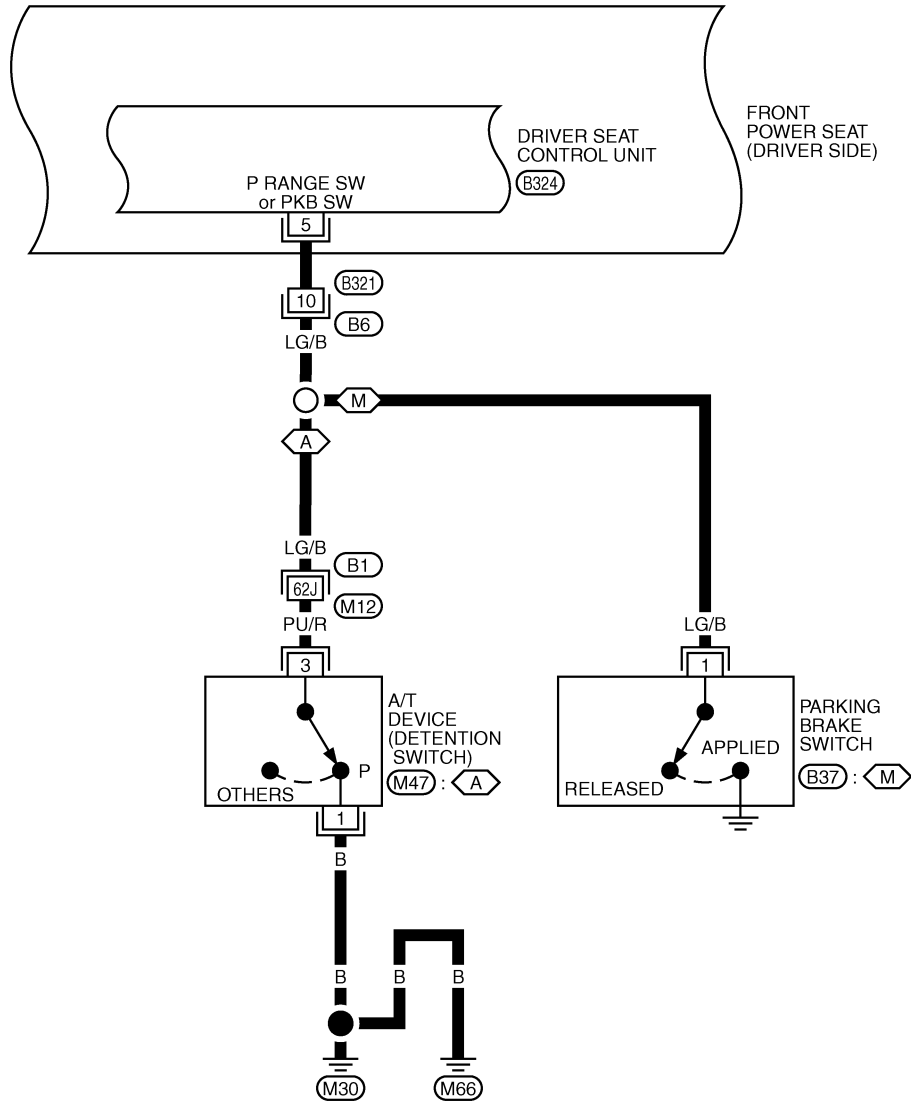 FRONT
POWER SEAT
(DRIVER SIDE)
DRIVER SEAT
CONTROL UNIT
B324
P RANGE SW
or PKB SW
5
B321
10
B6
LG/B
M
A
LG/B
B1
62J
M12
PU/R
LG/B
3
1
A/T
DEVICE
(DETENTION
SWITCH)
M47 : A
P
OTHERS
PARKING
BRAKE
SWITCH
B37 : M
APPLIED
RELEASED
1
B
B
B
B
M30
M66